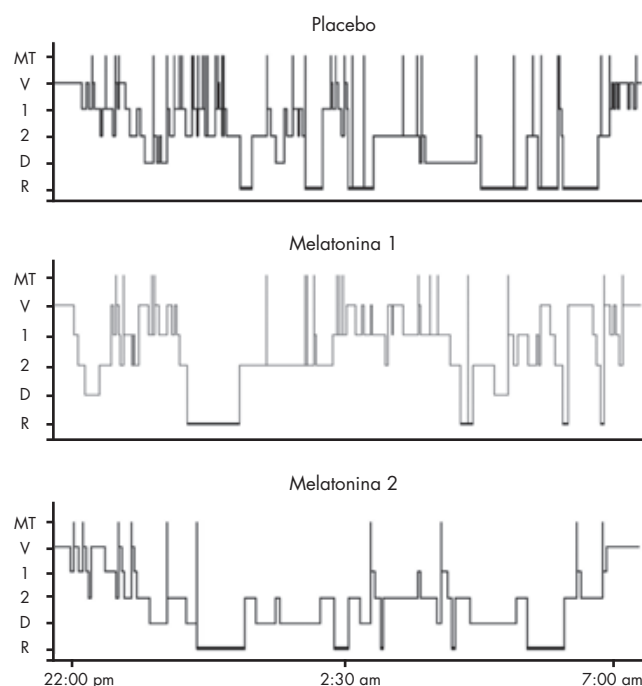 Placebo
MT
V
1
2
D
R
Melatonina 1
MT
V
1
2
D
R
Melatonina 2
MT
V
1
2
D
R
22:00 pm 2:30 am 7:00 am